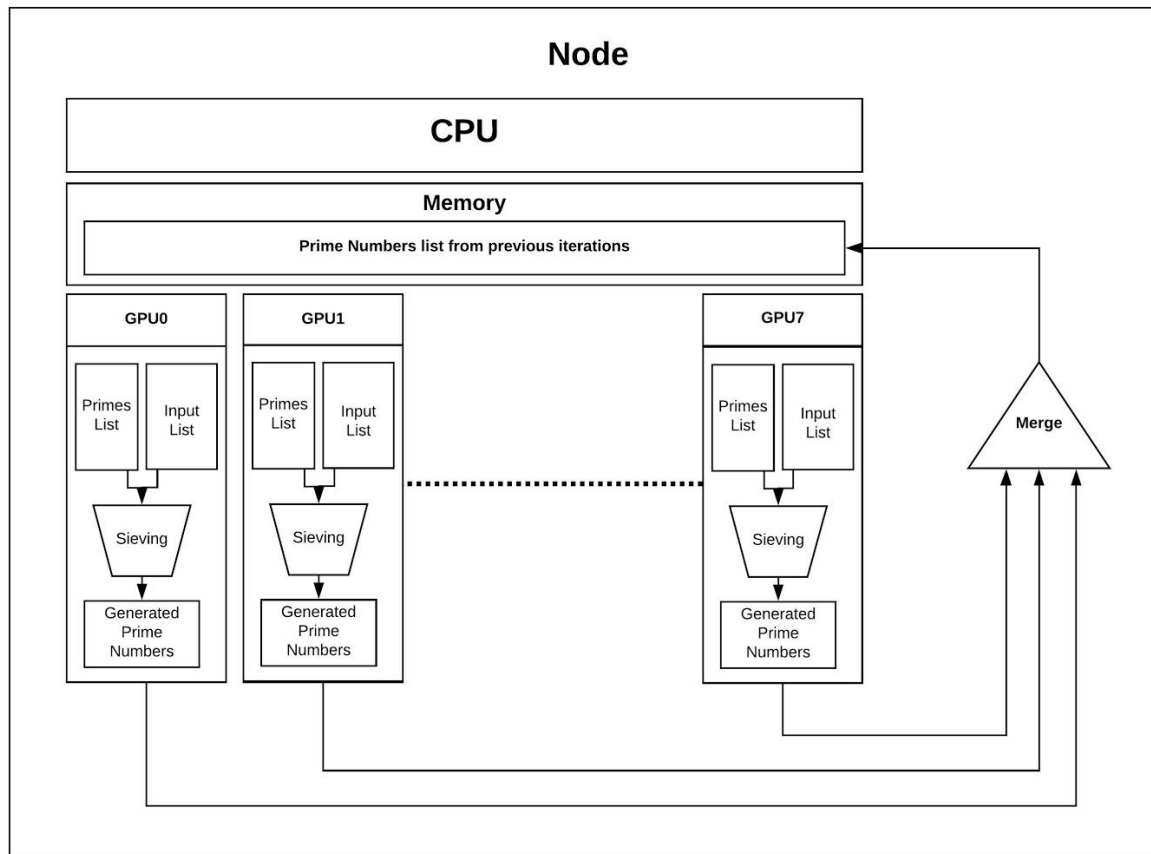 Node
CPU
Memory
Prime Numbers list from previous iterations
GPU0
Primes
List
Input
List
Sieving
Generated
Prime
Numbers
GPU1
Primes
List
Input
List
Sieving
Generated
Prime
Numbers
GPU7
Primes
List
Input
List
Sieving
Generated
Prime
Numbers
Merge